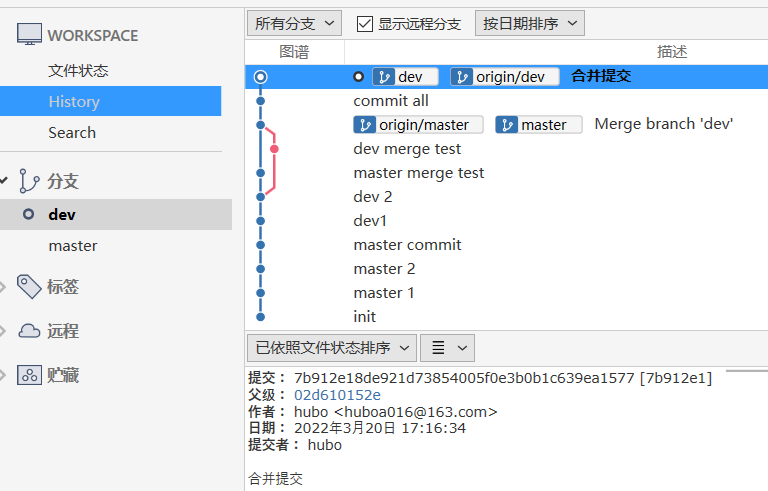 WORKSPACE
文件状态
History
Search
分支
dev
master
标签
远程
贮藏
所有分支 显示远程分支 按日期排序
图谱 描述
dev origin/dev 合并提交
commit all
origin/master master Merge branch 'dev'
dev merge test
master merge test
dev 2
dev1
master commit
master 2
master 1
init
已依照文件状态排序
提交： 7b912e18de921d73854005f0e3b0b1c639ea1577 [7b912e1]
父级： 02d610152e
作者： hubo <huboa016@163.com>
日期： 2022年3月20日 17:16:34
提交者： hubo
合并提交